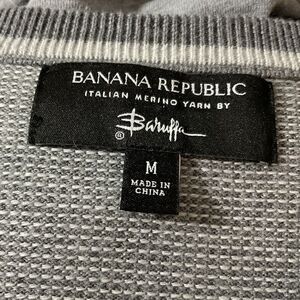 BANANA REPUBLIC
ITALIAN MERINO YARN BY
Baruffa
®
M
MADE IN
CHINA